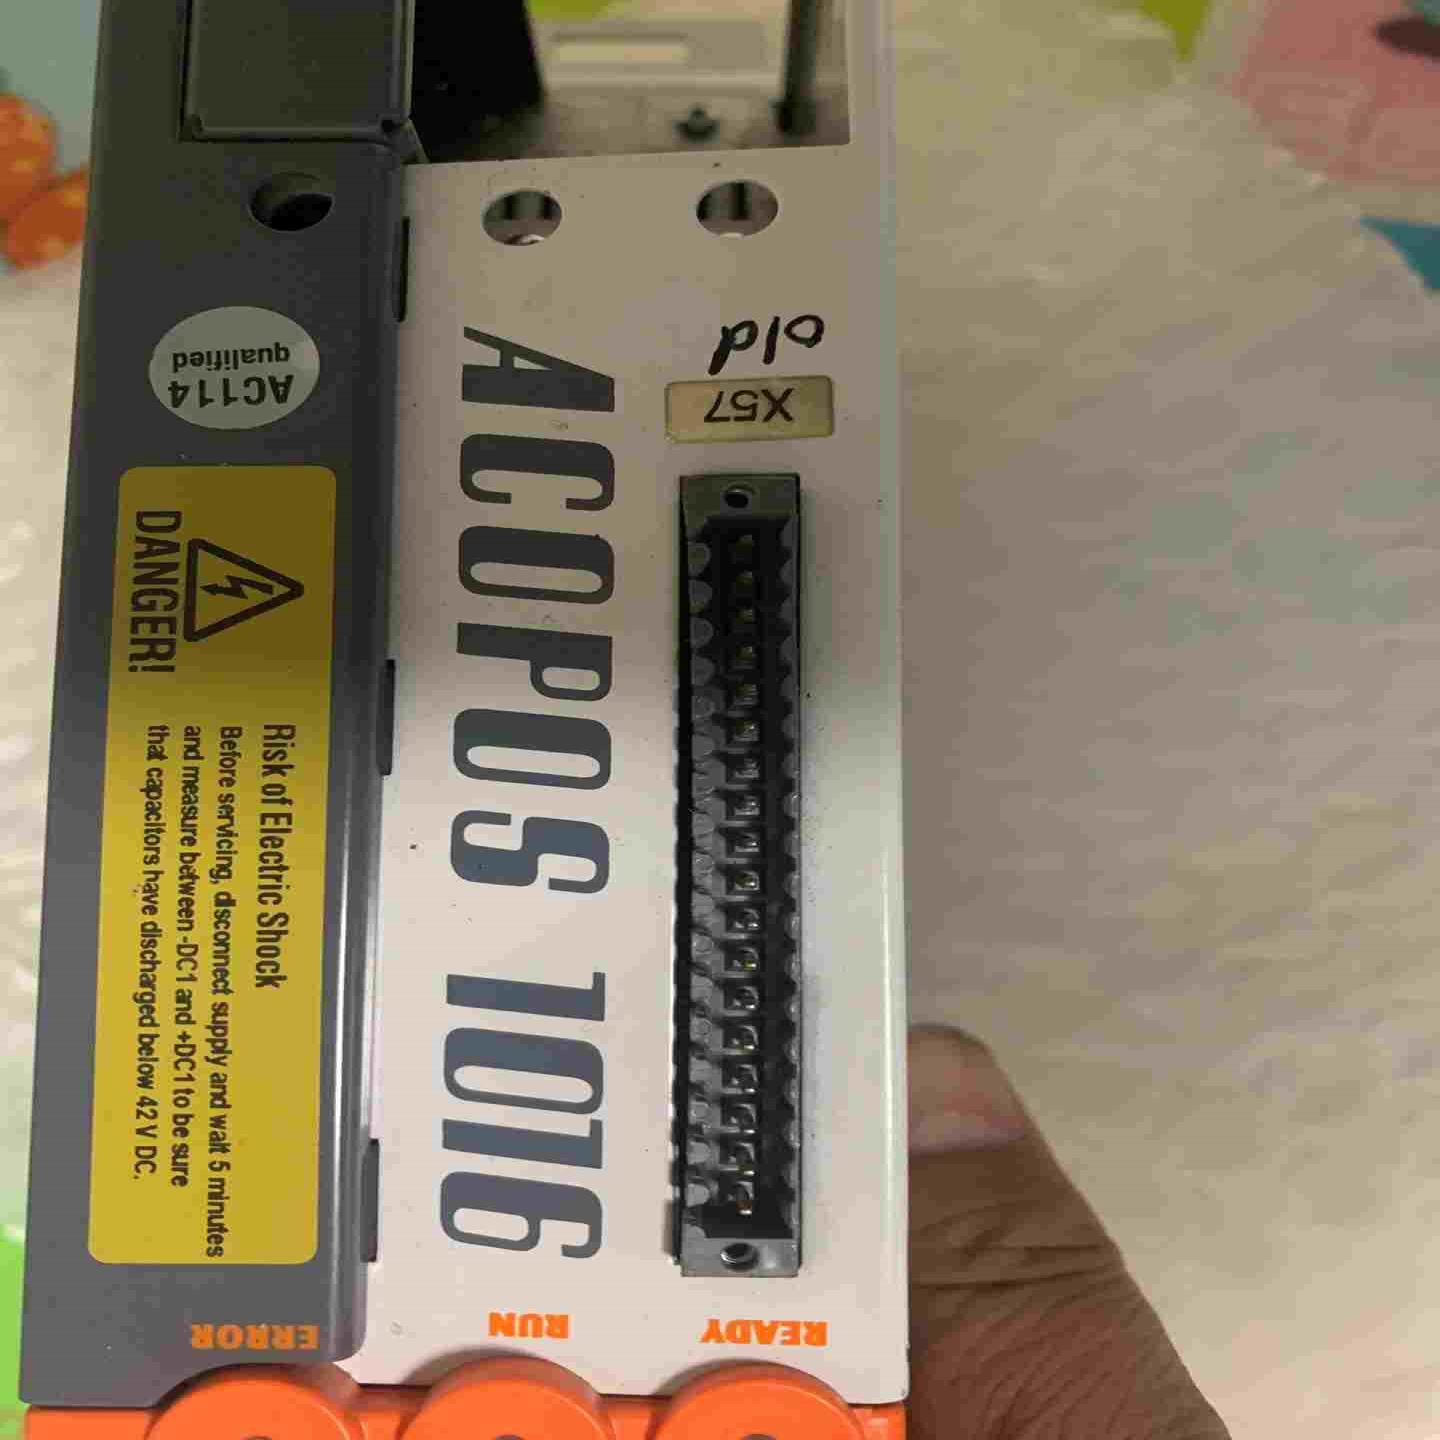 old
X57
AC114
qualified
ACOPOS 1016
DANGER!
Risk of Electric Shock
Before servicing, disconnect supply and wait 5 minutes
and measure between -DC1 and +DC1 to be sure
that capacitors have discharged below 42 V DC.
READY
RUN
ERROR